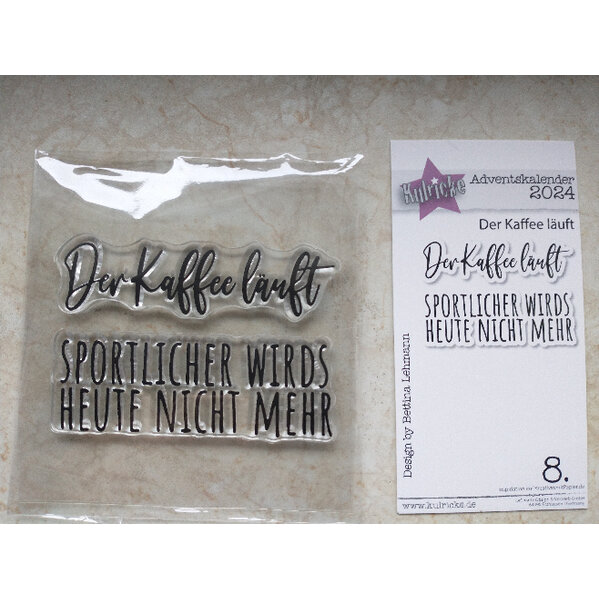 Der Kaffee läuft
SPORTLICHER WIRDS
HEUTE NICHT MEHR
Kulricke
Adventskalender
2024
Der Kaffee läuft
Der Kaffee läuft
SPORTLICHER WIRDS
HEUTE NICHT MEHR
Design by Bettina Lehmann
8.
www.kulricke.de